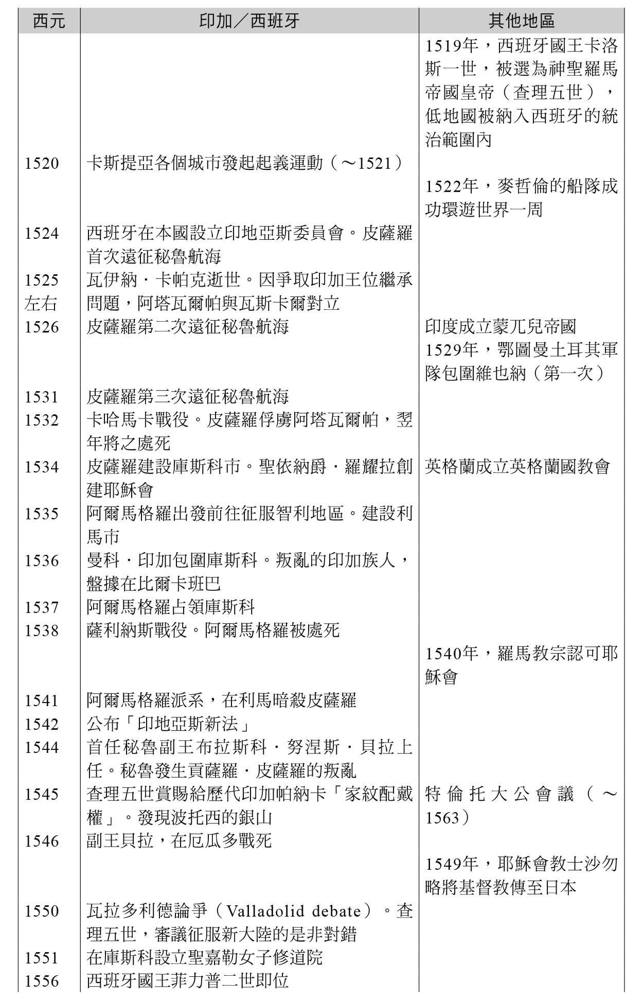 西元 印加／西班牙 其他地區
1519年，西班牙國王卡洛
斯一世，被選為神聖羅馬
帝國皇帝（查理五世），
低地國被納入西班牙的統
治範圍內
1520 卡斯提亞各個城市發起起義運動（～1521）
1522年，麥哲倫的船隊成
功環遊世界一周
1524 西班牙在本國設立印地亞斯委員會。皮薩羅
首次遠征秘魯航海
1525 瓦伊納．卡帕克逝世。因爭取印加王位繼承
左右 問題，阿塔瓦爾帕與瓦斯卡爾對立
1526 皮薩羅第二次遠征秘魯航海 印度成立蒙兀兒帝國
1529年，鄂圖曼土耳其軍
隊包圍維也納（第一次）
1531 皮薩羅第三次遠征秘魯航海
1532 卡哈馬卡戰役。皮薩羅俘虜阿塔瓦爾帕，翌
年將之處死
1534 皮薩羅建設庫斯科市。聖依納爵．羅耀拉創 英格蘭成立英格蘭國教會
建耶穌會
1535 阿爾馬格羅出發前往征服智利地區。建設利
馬市
1536 曼科．印加包圍庫斯科。叛亂的印加族人，
盤據在比爾卡班巴
1537 阿爾馬格羅占領庫斯科
1538 薩利納斯戰役。阿爾馬格羅被處死
1540年，羅馬教宗認可耶
穌會
1541 阿爾馬格羅派系，在利馬暗殺皮薩羅
1542 公布「印地亞斯新法」
1544 首任秘魯副王布拉斯科．努涅斯．貝拉上
任。秘魯發生貢薩羅．皮薩羅的叛亂
1545 查理五世賞賜給歷代印加帕納卡「家紋配戴 特倫托大公會議（～
權」。發現波托西的銀山 1563）
1546 副王貝拉，在厄瓜多戰死
1549年，耶穌會教士沙勿
略將基督教傳至日本
1550 瓦拉多利德論爭（Valladolid debate）。查
理五世，審議征服新大陸的是非對錯
1551 在庫斯科設立聖嘉勒女子修道院
1556 西班牙國王菲力普二世即位